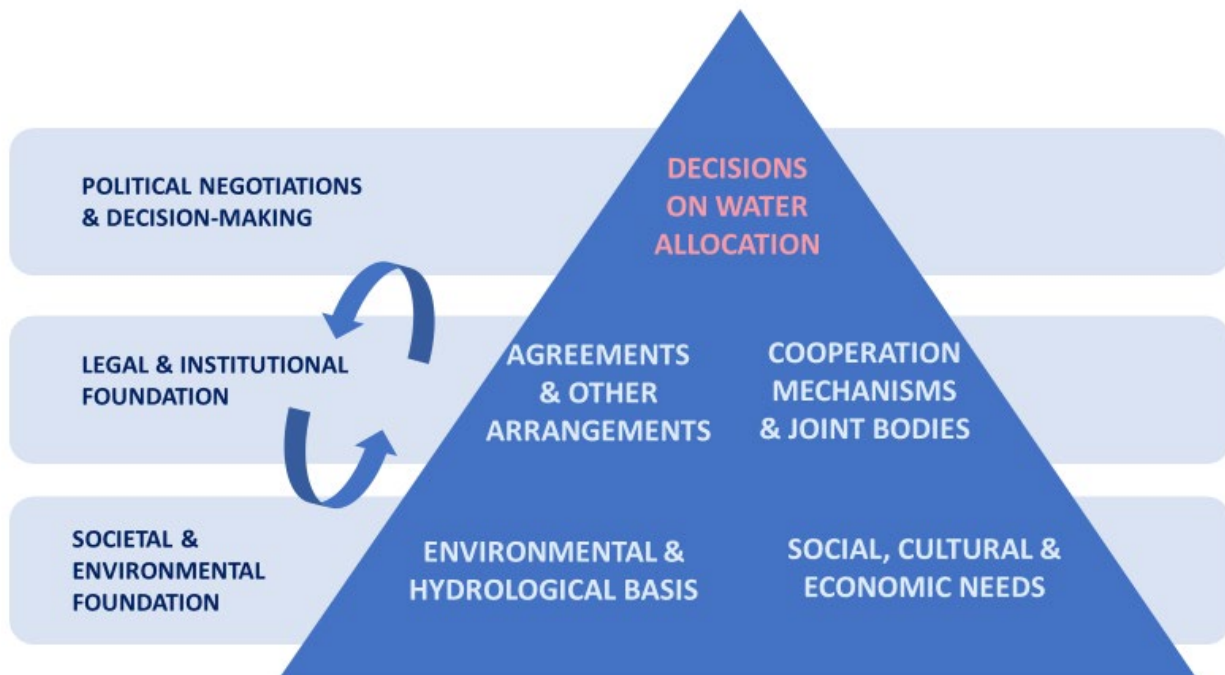 POLITICAL NEGOTIATIONS
& DECISION-MAKING
DECISIONS
ON WATER
ALLOCATION
LEGAL & INSTITUTIONAL
FOUNDATION
AGREEMENTS
& OTHER
ARRANGEMENTS
COOPERATION
MECHANISMS
& JOINT BODIES
SOCIETAL &
ENVIRONMENTAL
FOUNDATION
ENVIRONMENTAL &
HYDROLOGICAL BASIS
SOCIAL, CULTURAL &
ECONOMIC NEEDS